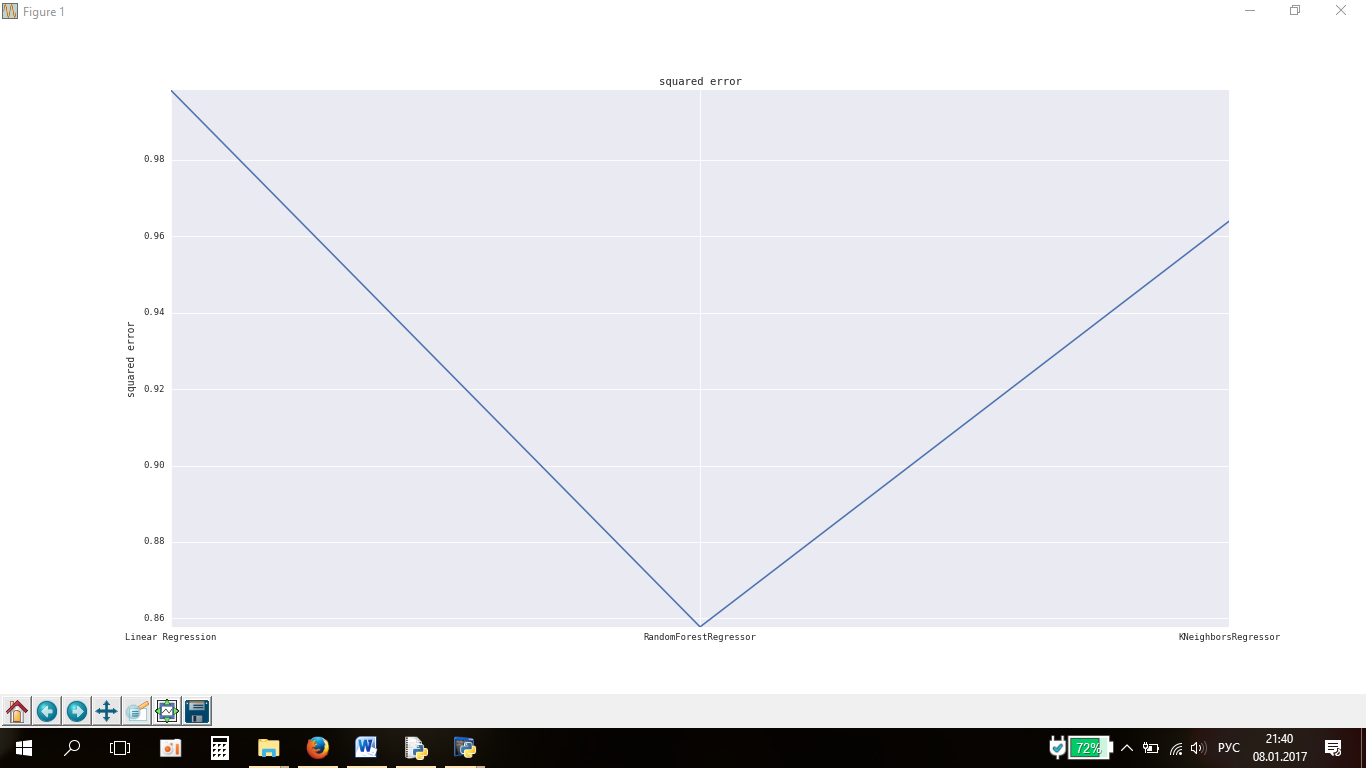 Figure 1
squared error
0.98
0.96
0.94
0.92
0.90
0.88
0.86
squared error
Linear Regression
RandomForestRegressor
KNeighborsRegressor
72%
РУС
21:40
08.01.2017